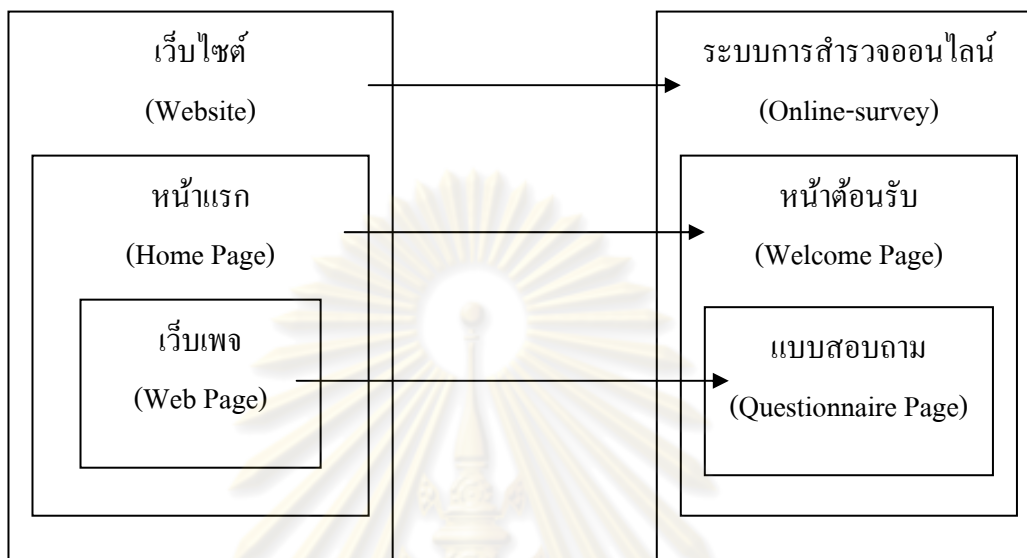 เว็บไซต์
(Website)
หน้าแรก
(Home Page)
เว็บเพจ
(Web Page)
ระบบการสำรวจออนไลน์
(Online-survey)
หน้าต้อนรับ
(Welcome Page)
แบบสอบถาม
(Questionnaire Page)